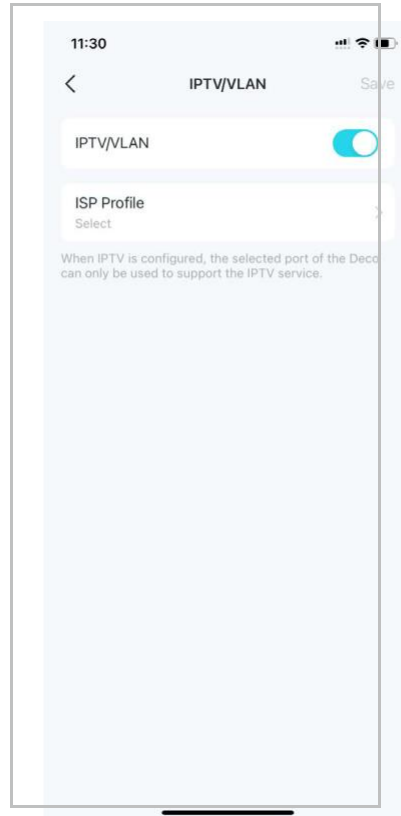 11:30
IPTV/VLAN
Save
IPTV/VLAN
ISP Profile
Select
When IPTV is configured, the selected port of the Deco
can only be used to support the IPTV service.